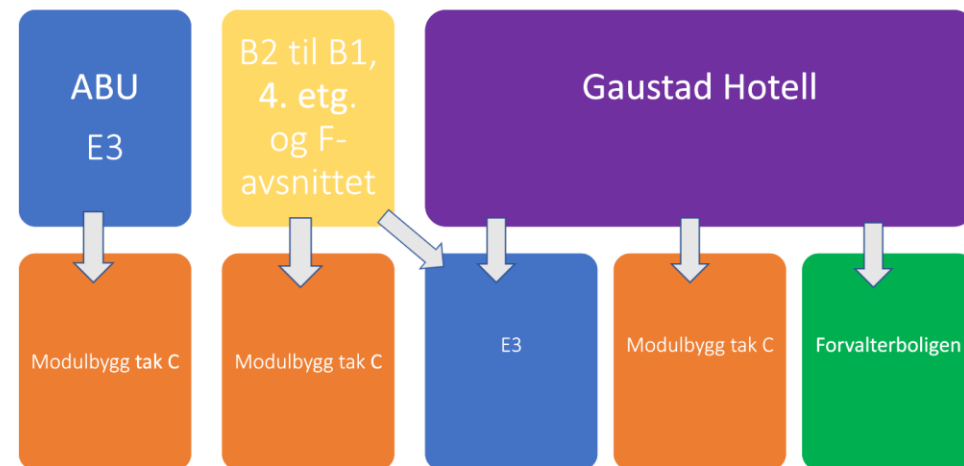 ABU
E3
B2 til B1,
4. etg.
og F-
avsnittet
Gaustad Hotell
Modulbygg tak C
Modulbygg tak C
E3
Modulbygg tak C
Forvalterboligen